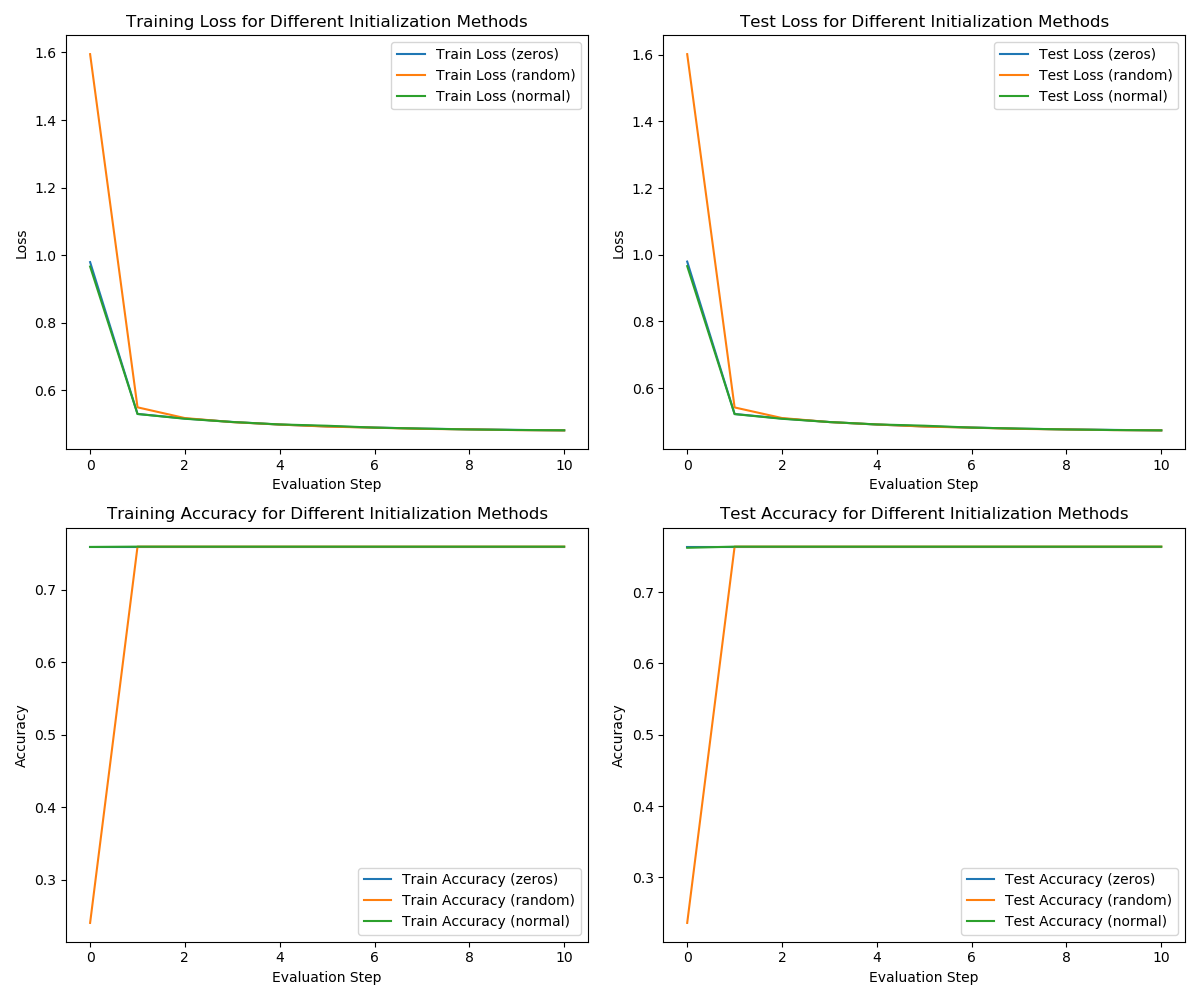 Training Loss for Different Initialization Methods
Loss
1.6
1.4
1.2
1.0
0.8
0.6
Train Loss (zeros)
Train Loss (random)
Train Loss (normal)
0 2 4 6 8 10
Evaluation Step
Test Loss for Different Initialization Methods
Loss
1.6
1.4
1.2
1.0
0.8
0.6
Test Loss (zeros)
Test Loss (random)
Test Loss (normal)
0 2 4 6 8 10
Evaluation Step
Training Accuracy for Different Initialization Methods
Accuracy
0.7
0.6
0.5
0.4
0.3
Train Accuracy (zeros)
Train Accuracy (random)
Train Accuracy (normal)
0 2 4 6 8 10
Evaluation Step
Test Accuracy for Different Initialization Methods
Accuracy
0.7
0.6
0.5
0.4
0.3
Test Accuracy (zeros)
Test Accuracy (random)
Test Accuracy (normal)
0 2 4 6 8 10
Evaluation Step